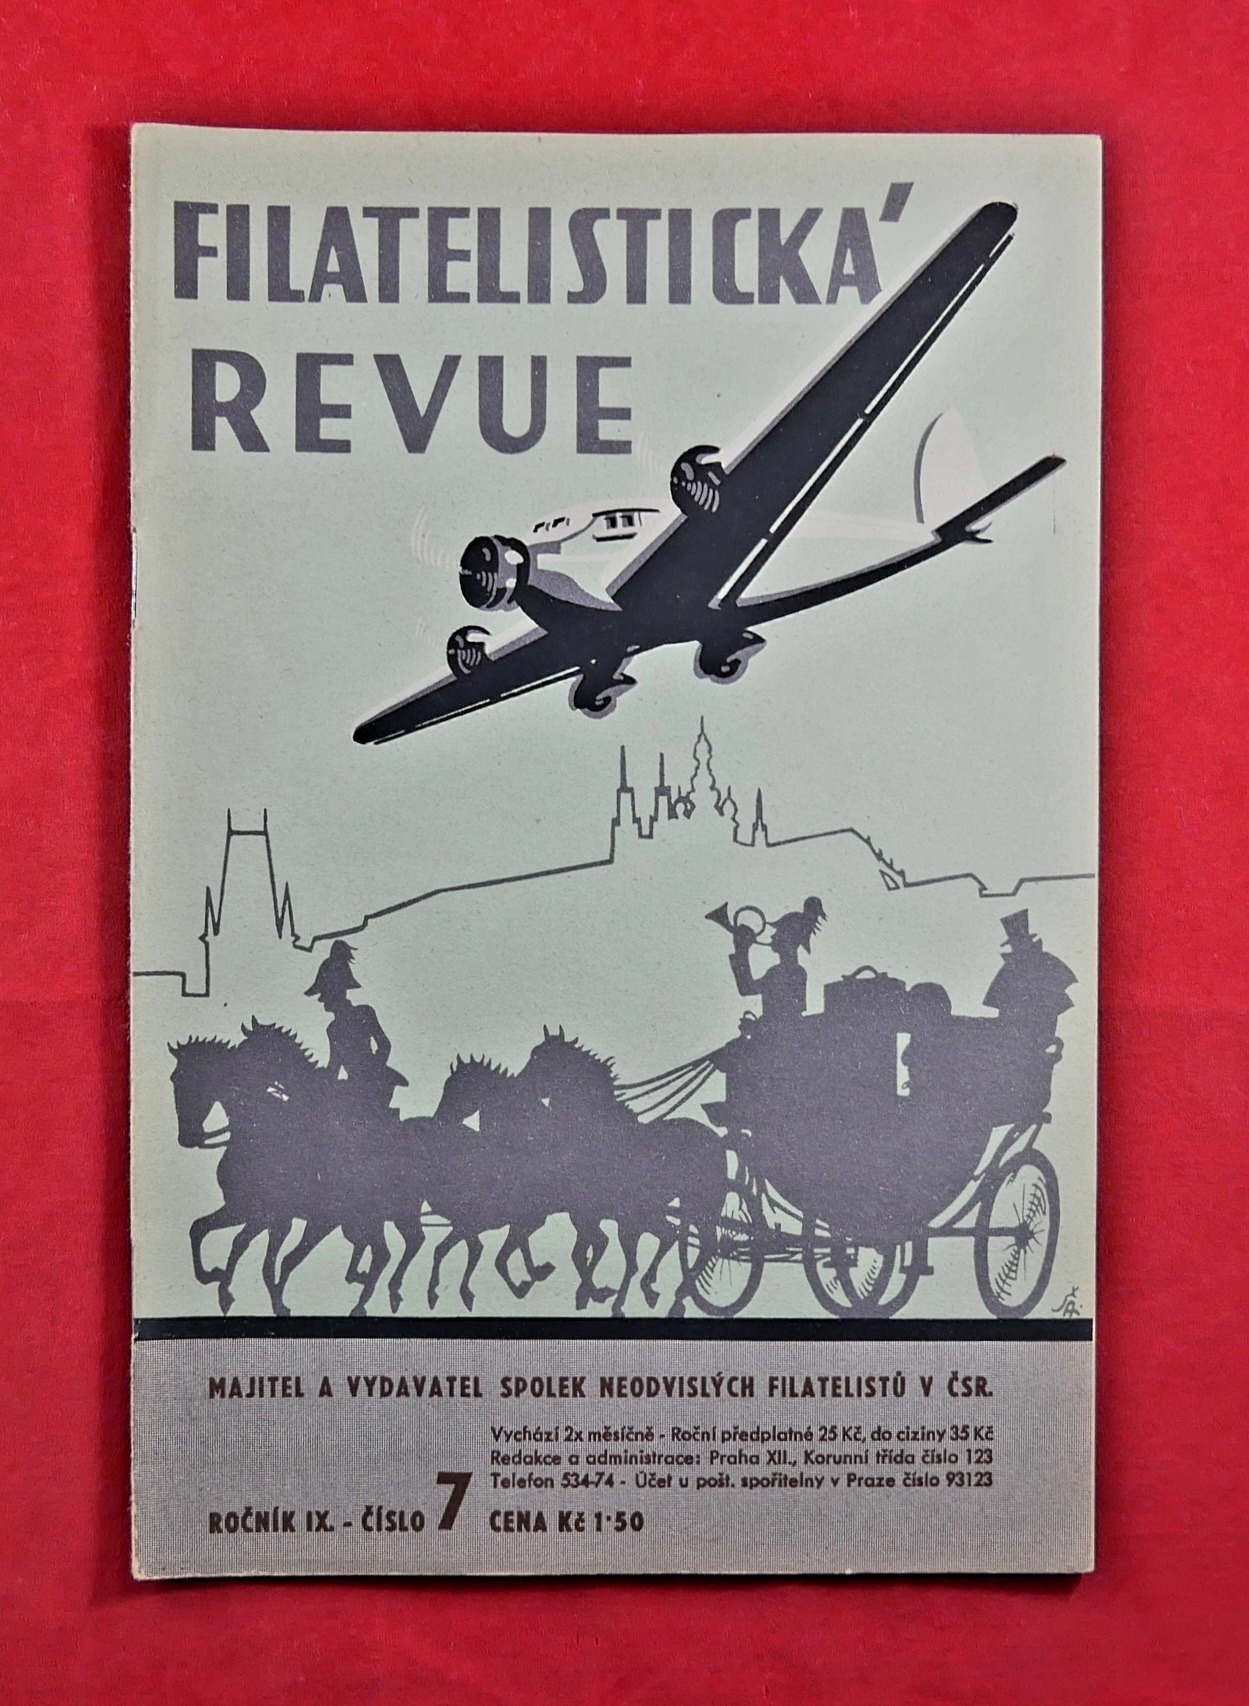 FILATELISTICKÁ
REVUE
MAJITEL A VYDAVATEL SPOLEK NEODVISLÝCH FILATELISTŮ V ČSR.
Vychází 2x měsíčně - Roční předplatné 25 Kč, do ciziny 35 Kč
Redakce a administrace: Praha XII., Korunní třída číslo 123
Telefon 534-74 - Účet u pošt. spořitelny v Praze číslo 93123
ROČNÍK IX. - ČÍSLO 7 CENA Kč 1·50